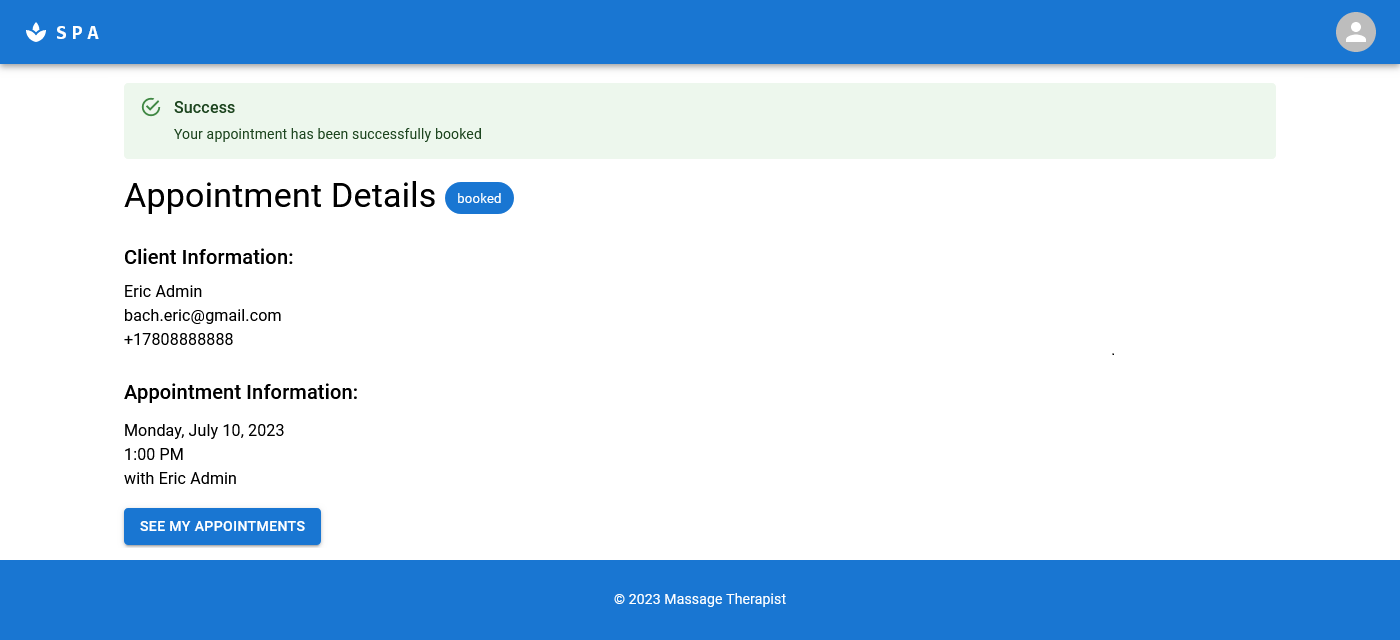 SPA
Success
Your appointment has been successfully booked
Appointment Details booked
Client Information:
Eric Admin
bach.eric@gmail.com
+17808888888
.
Appointment Information:
Monday, July 10, 2023
1:00 PM
with Eric Admin
SEE MY APPOINTMENTS
© 2023 Massage Therapist